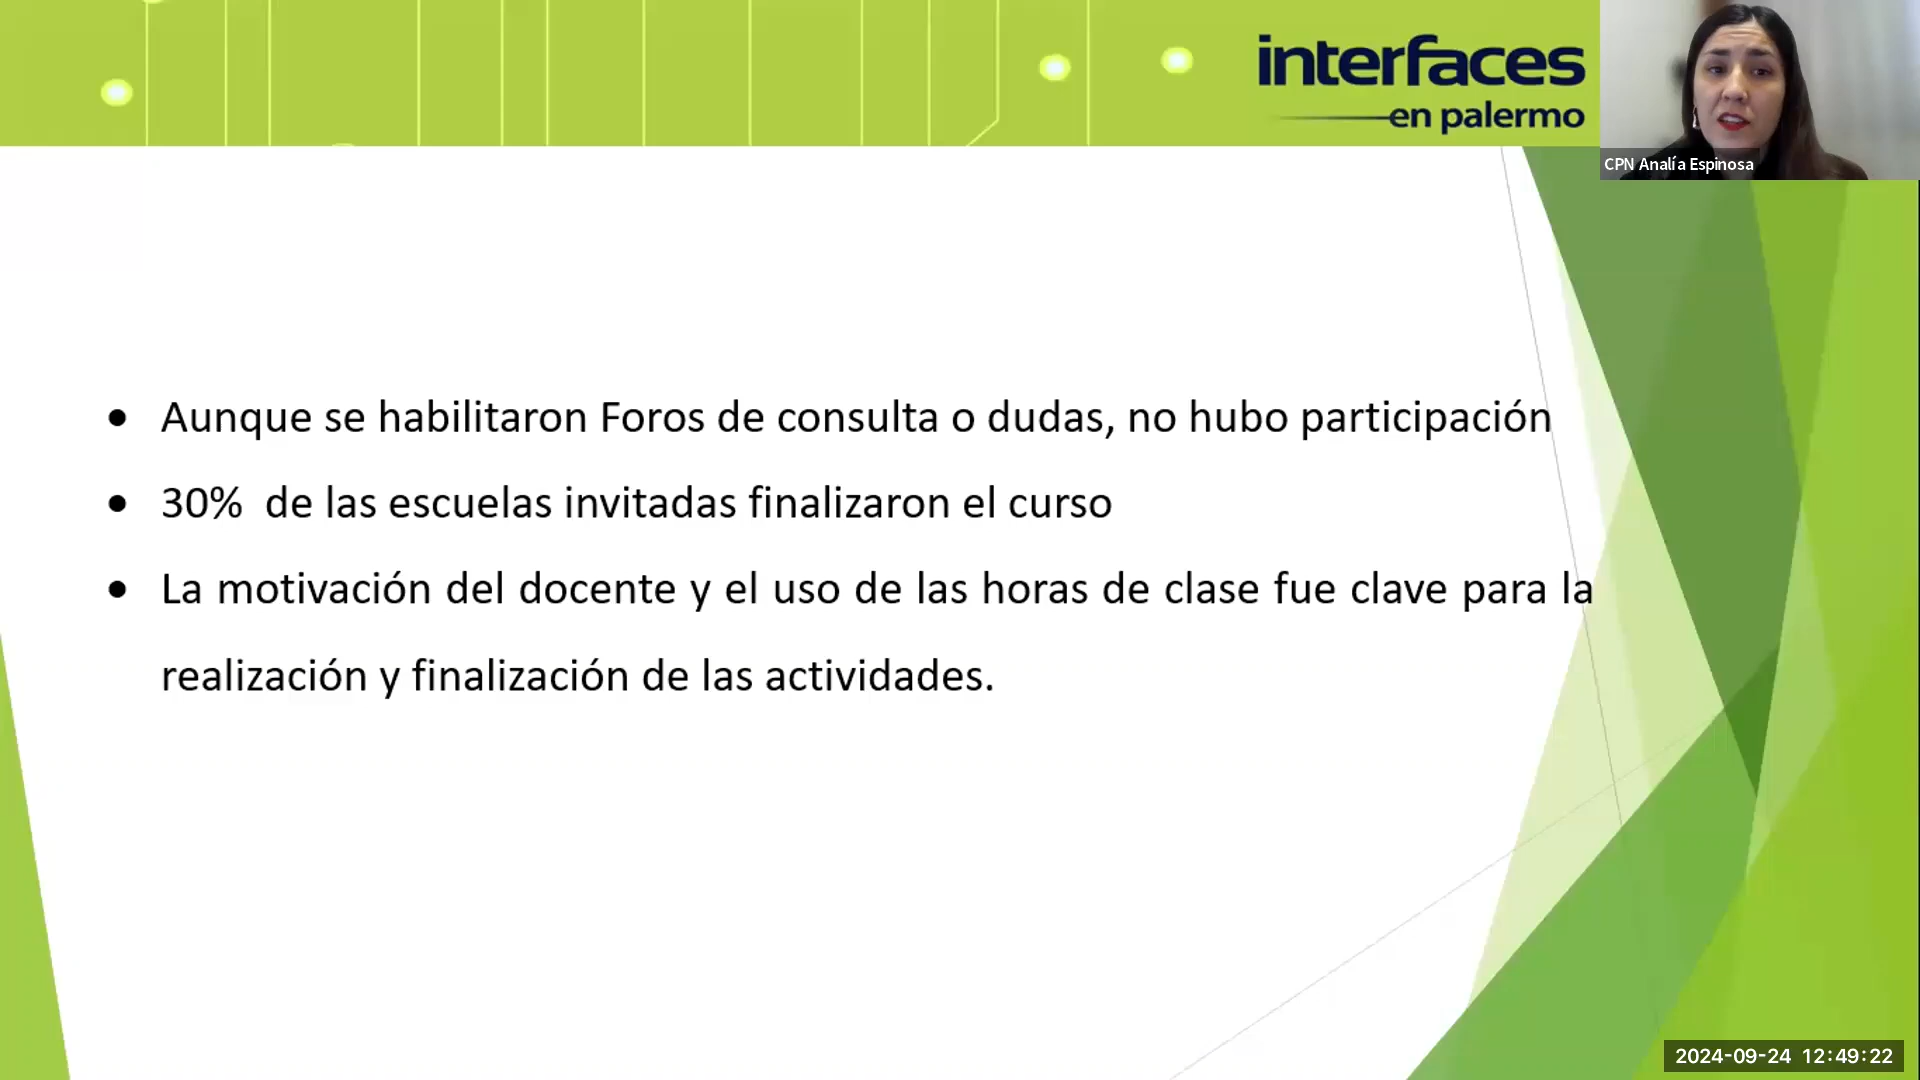 interfaces
en palermo
CPN Analía Espinosa
• Aunque se habilitaron Foros de consulta o dudas, no hubo participación
• 30% de las escuelas invitadas finalizaron el curso
• La motivación del docente y el uso de las horas de clase fue clave para la
realización y finalización de las actividades.
2024-09-24 12:49:22